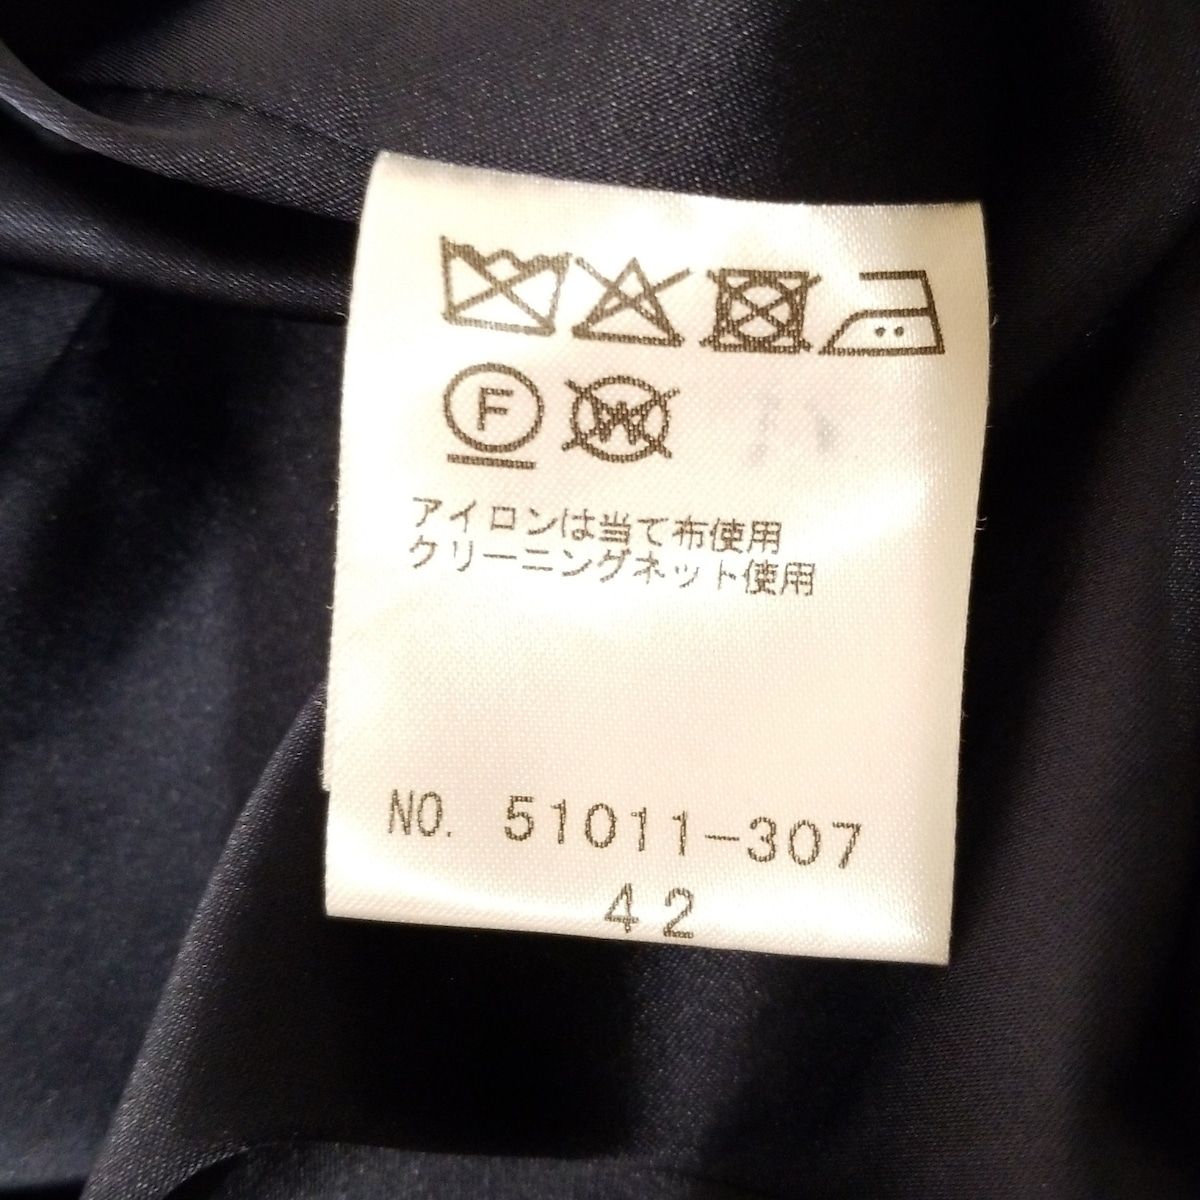 F W
アイロンは当て布使用
クリーニングネット使用
NO. 51011-307
42